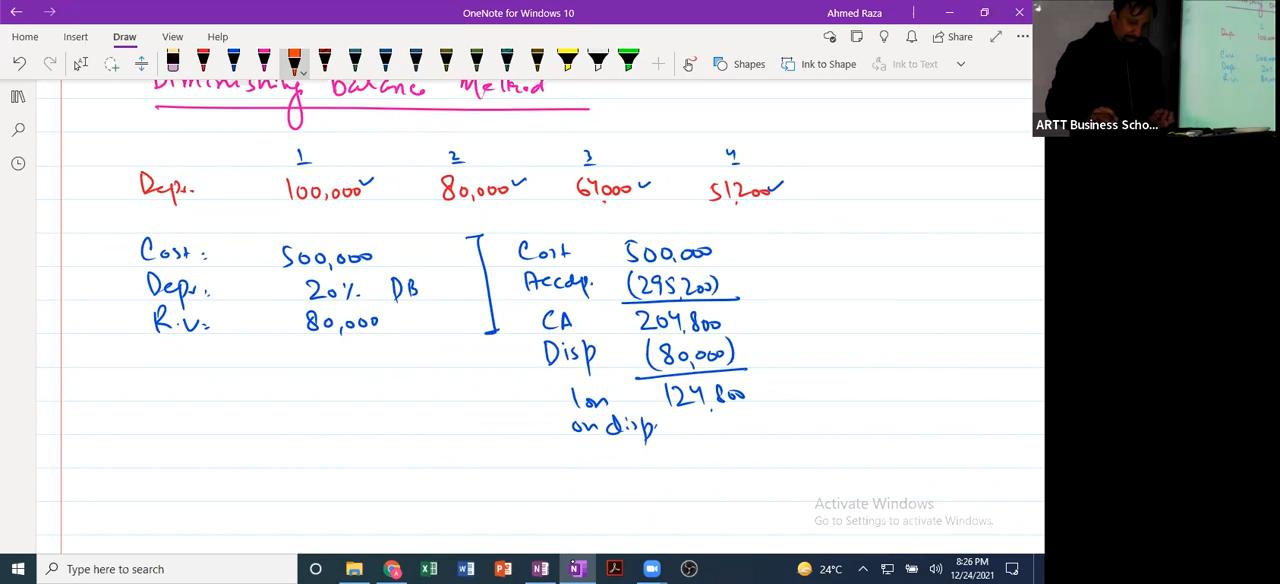 OneNote for Windows 10
Ahmed Raza
Home Insert Draw View Help
Share
Shapes
Ink to Shape
Ink to Text
Diminishing Balance Method
1 2 3 4
Depr. 100,000 80,000 64,000 51,200
Cost: 500,000
Depr: 20% DB
R.V: 80,000
Cost 500,000
Accdp. (295,200)
CA 204,800
Disp (80,000)
loss 124,800
on disp.
ARTT Business Scho...
Activate Windows
Go to Settings to activate Windows.
Type here to search
24°C
8:26 PM
12/24/2021